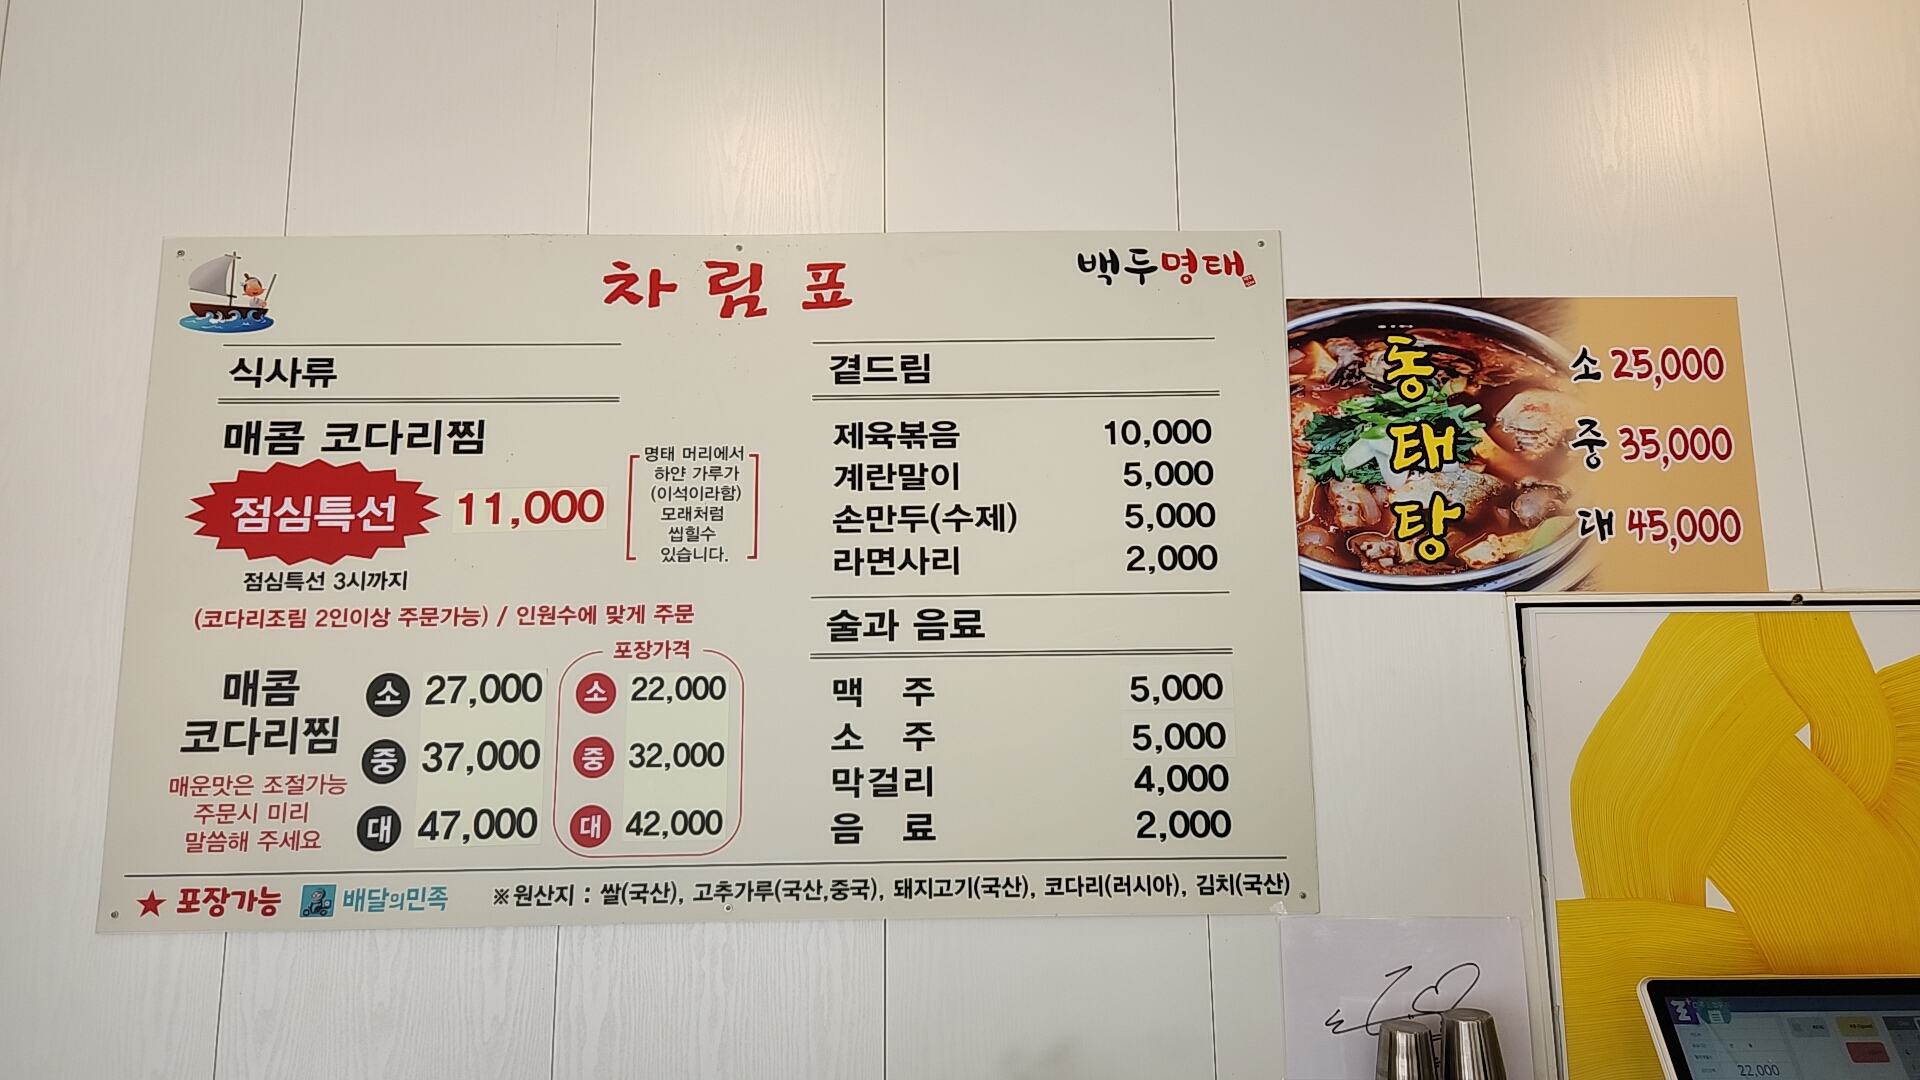 차림표
백두명태
식사류
매콤 코다리찜
점심특선 11,000
명태 머리에서
하얀 가루가
(이석이라함)
모래처럼
씹힐수
있습니다.
점심특선 3시까지
(코다리조림 2인이상 주문가능) / 인원수에 맞게 주문
포장가격
매콤
코다리찜
소 27,000 소 22,000
중 37,000 중 32,000
대 47,000 대 42,000
매운맛은 조절가능
주문시 미리
말씀해 주세요
곁드림
제육볶음 10,000
계란말이 5,000
손만두(수제) 5,000
라면사리 2,000
술과 음료
맥 주 5,000
소 주 5,000
막걸리 4,000
음 료 2,000
★ 포장가능 배달의민족 ※원산지 : 쌀(국산), 고추가루(국산,중국), 돼지고기(국산), 코다리(러시아), 김치(국산)
동태탕
소 25,000
중 35,000
대 45,000
22,000